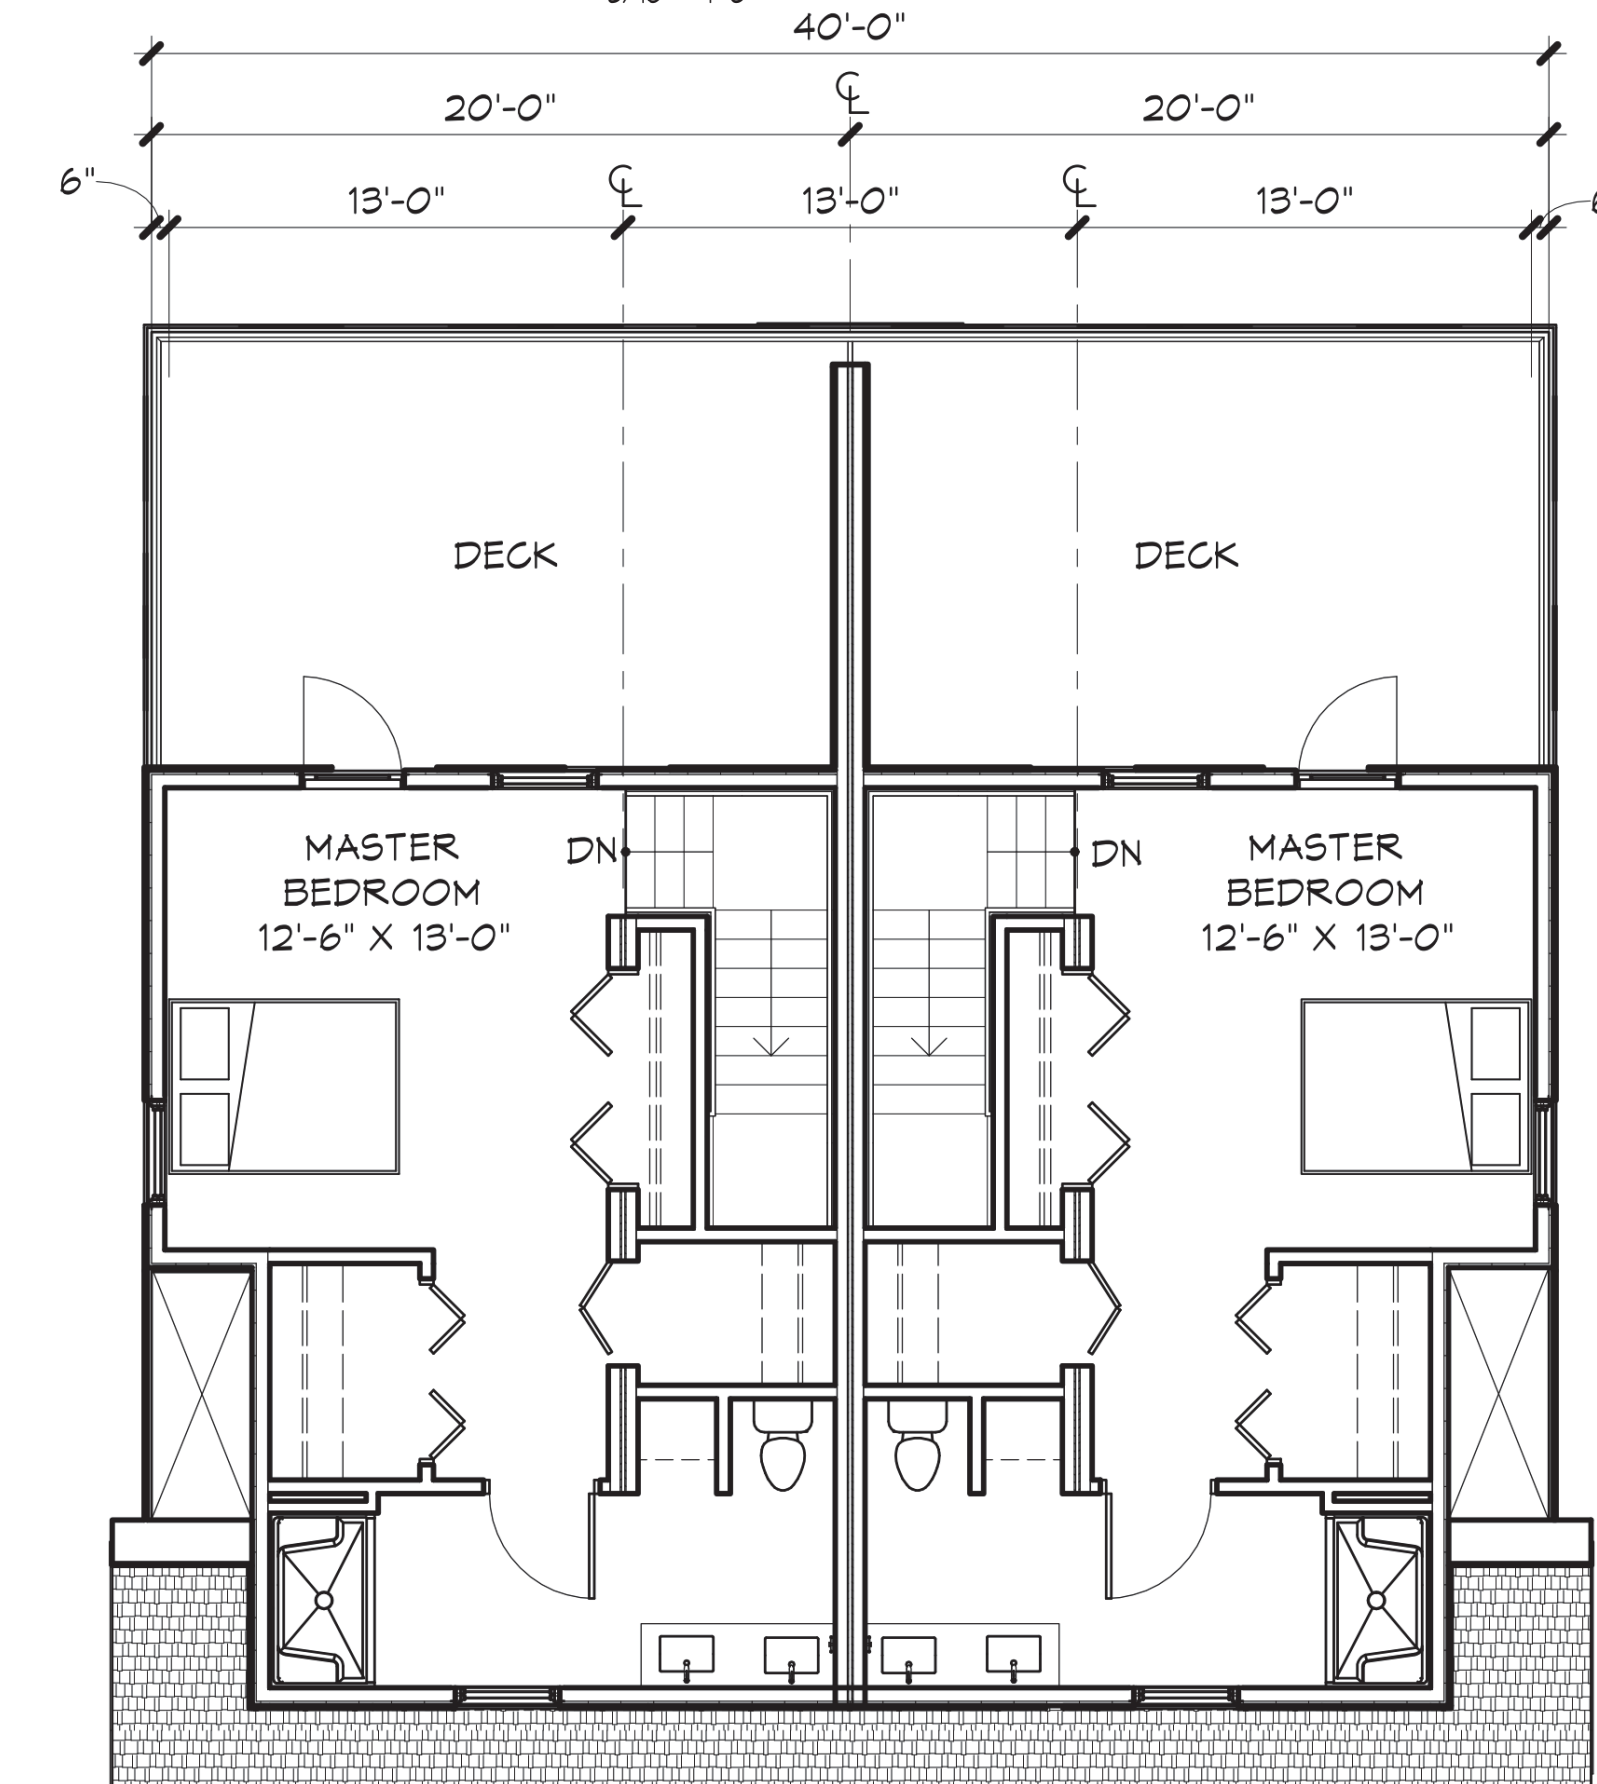 40'-0"
20'-0" ℄ 20'-0"
6" 13'-0" ℄ 13'-0" ℄ 13'-0"
DECK DECK
MASTER
BEDROOM
12'-6" X 13'-0"
DN
DN
MASTER
BEDROOM
12'-6" X 13'-0"